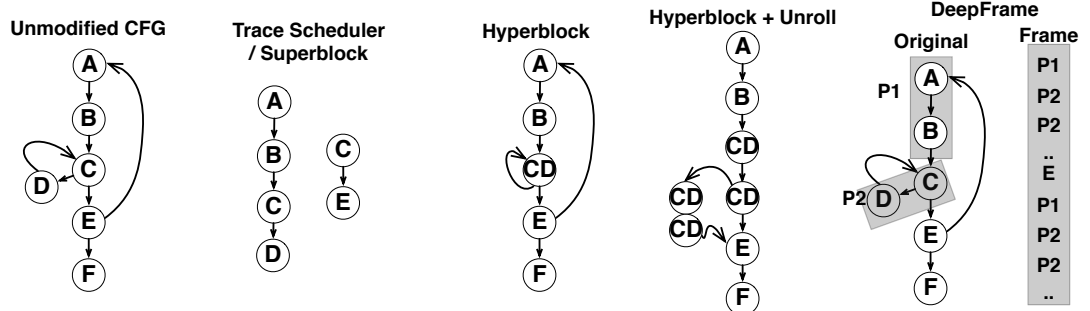 Unmodified CFG
A
B
C
D
E
F
Trace Scheduler
/ Superblock
A
B
C
D
C
E
Hyperblock
A
B
CD
E
F
Hyperblock + Unroll
A
B
CD
CD
CD
CD
E
F
DeepFrame
Original
P1
A
B
P2
D
C
E
F
Frame
P1
P2
P2
..
E
P1
P2
P2
..